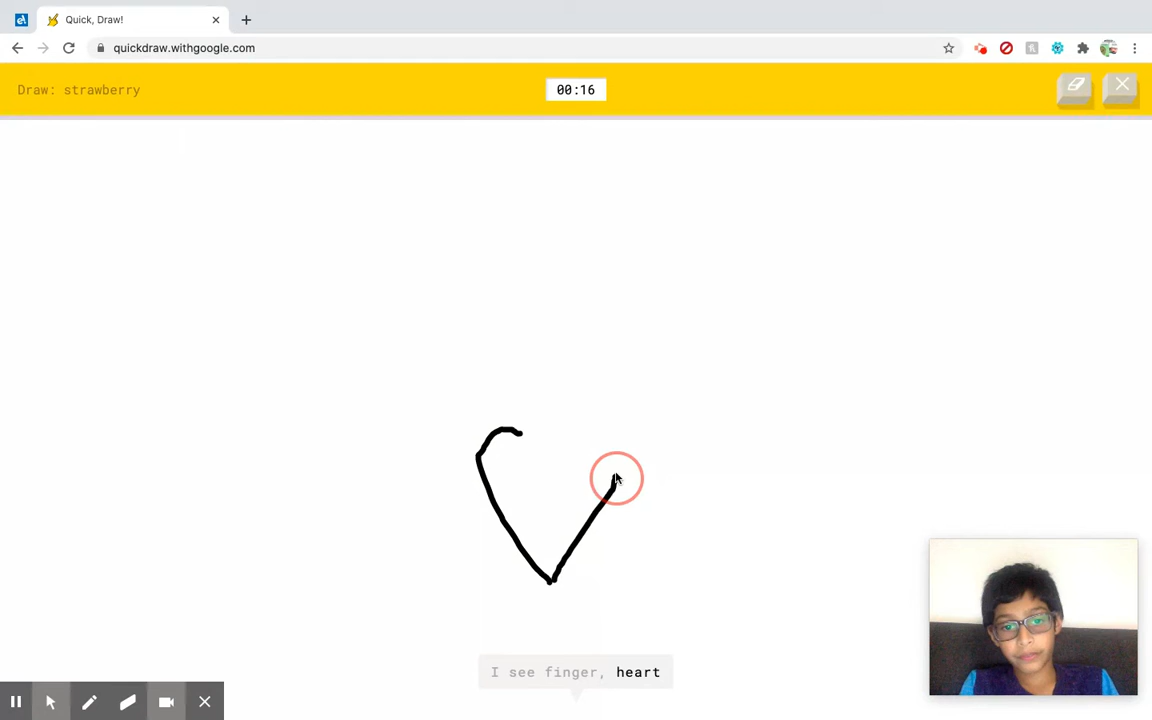 Quick, Draw!
quickdraw.withgoogle.com
Draw: strawberry
00:16
I see finger, heart